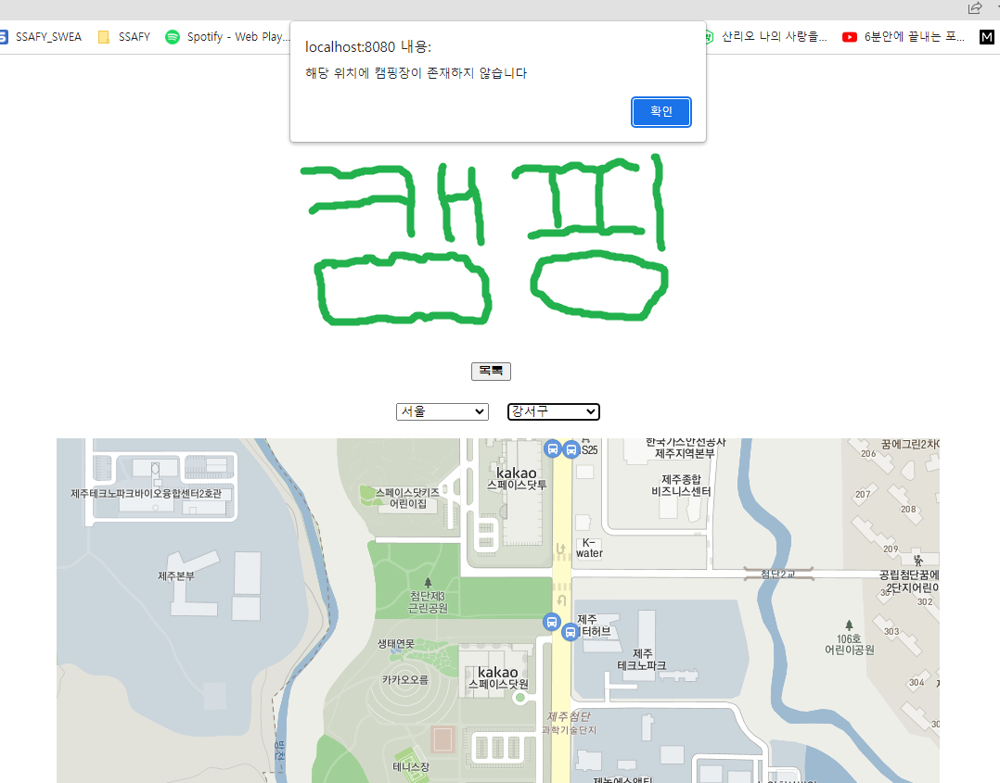 SSAFY_SWEA SSAFY Spotify - Web Play... 산리오 나의 사랑을... 6분안에 끝내는 포...
localhost:8080 내용:
해당 위치에 캠핑장이 존재하지 않습니다
확인
캠핑
목록
서울 강서구
S25
한국가스안전공사
제주지역본부
꿈에그린2차
206
kakao
스페이스닷투
제주종합
비즈니스센터
제주테크노파크바이오융합센터2호관
스페이스닷키즈
어린이집
207
208
K-
water
209
제주본부
첨단2교
공립첨단꿈에
2단지어린이
첨단제3
근린공원
302
제주
303
생태연못
제주
테크노파크
106호
어린이공원
카카오오름
kakao
스페이스닷원
304
제주첨단
과학기술단지
테니스장